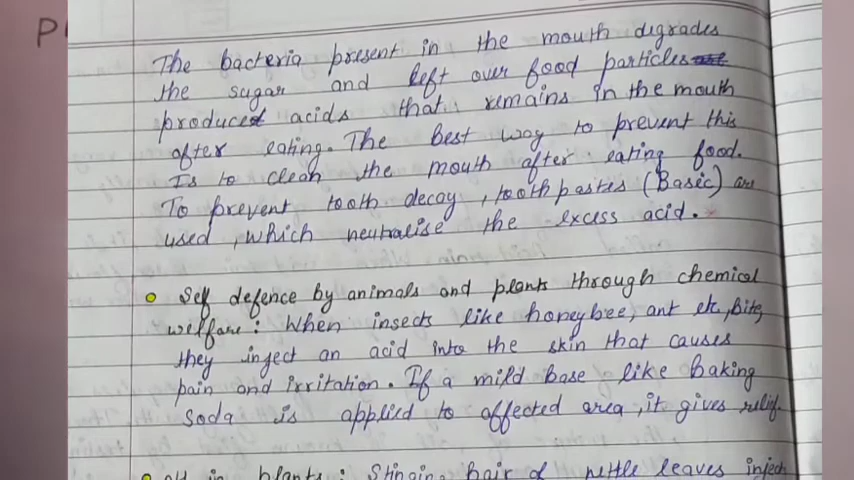 The bacteria present in the mouth degrades
the sugar and left over food particles
produced acids that remains in the mouth
after eating. The best way to prevent this
Is to clean the mouth after eating food.
To prevent tooth decay, toothpastes (Basic) are
used, which neutralise the excess acid.
Self defence by animals and plants through chemical
welfare: When insects like honeybee, ant etc, bite,
they inject an acid into the skin that causes
pain and irritation. If a mild base like baking
soda is applied to affected area, it gives relief.
in plants: Stinging hair of nettle leaves inject